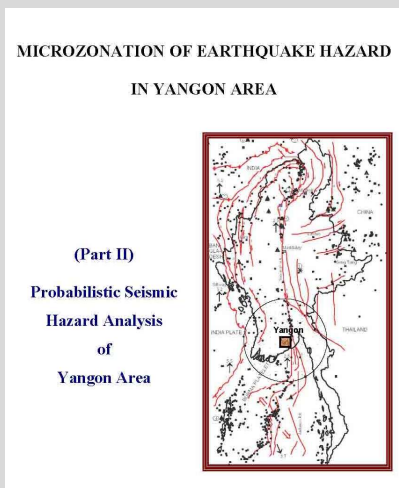 MICROZONATION OF EARTHQUAKE HAZARD
IN YANGON AREA
(Part II)
Probabilistic Seismic
Hazard Analysis
of
Yangon Area
INDIA
CHINA
INDIA PLATE
Yangon
THAILAND